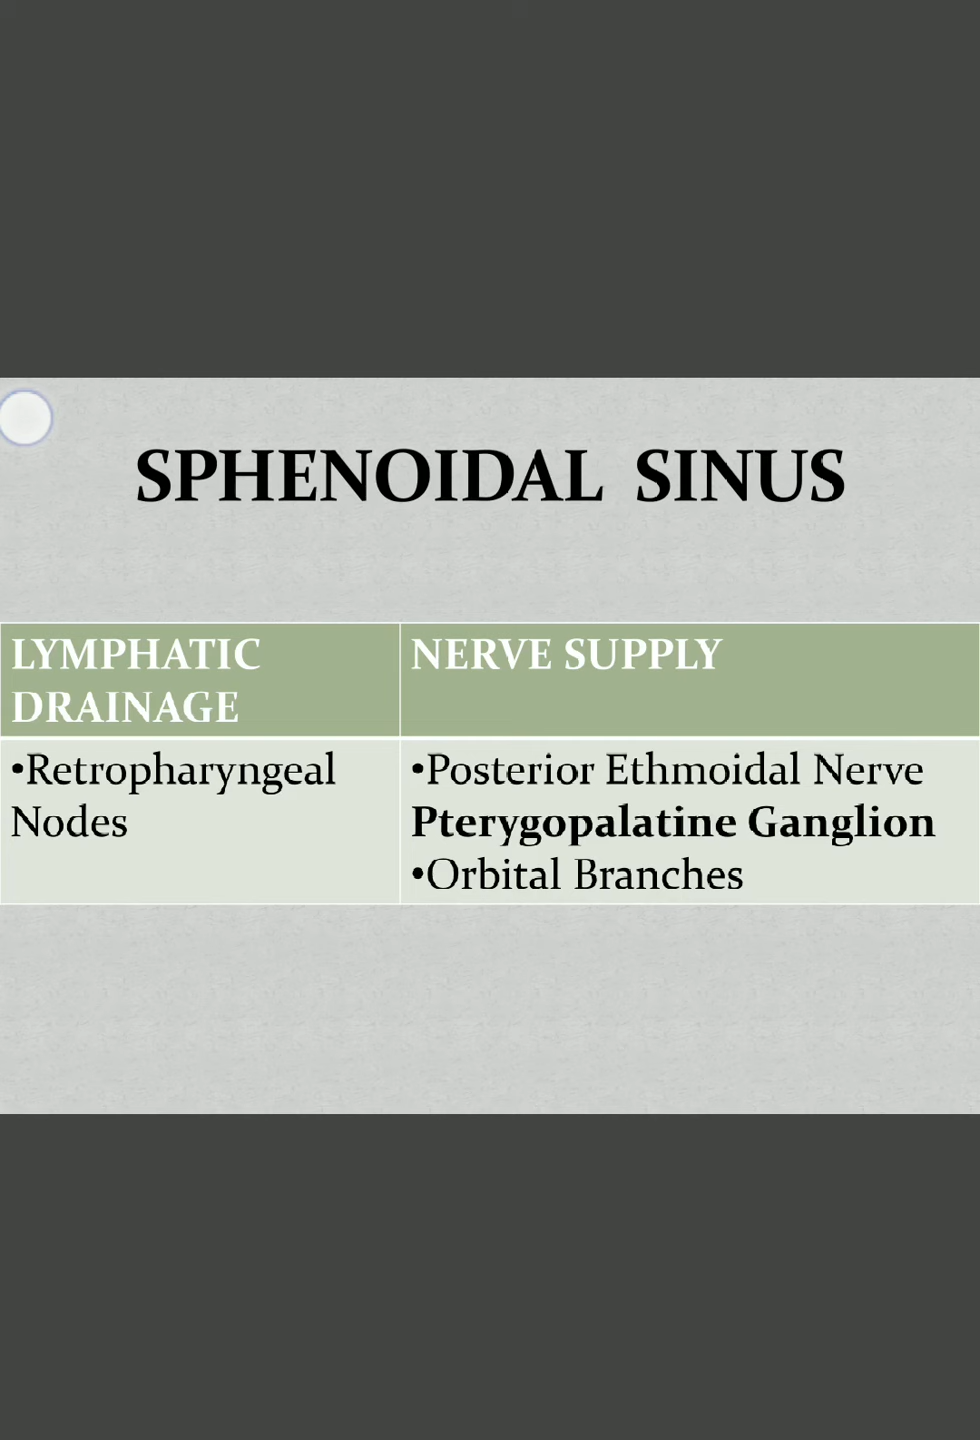 SPHENOIDAL SINUS
LYMPHATIC
DRAINAGE
NERVE SUPPLY
•Retropharyngeal
Nodes
•Posterior Ethmoidal Nerve
Pterygopalatine Ganglion
•Orbital Branches